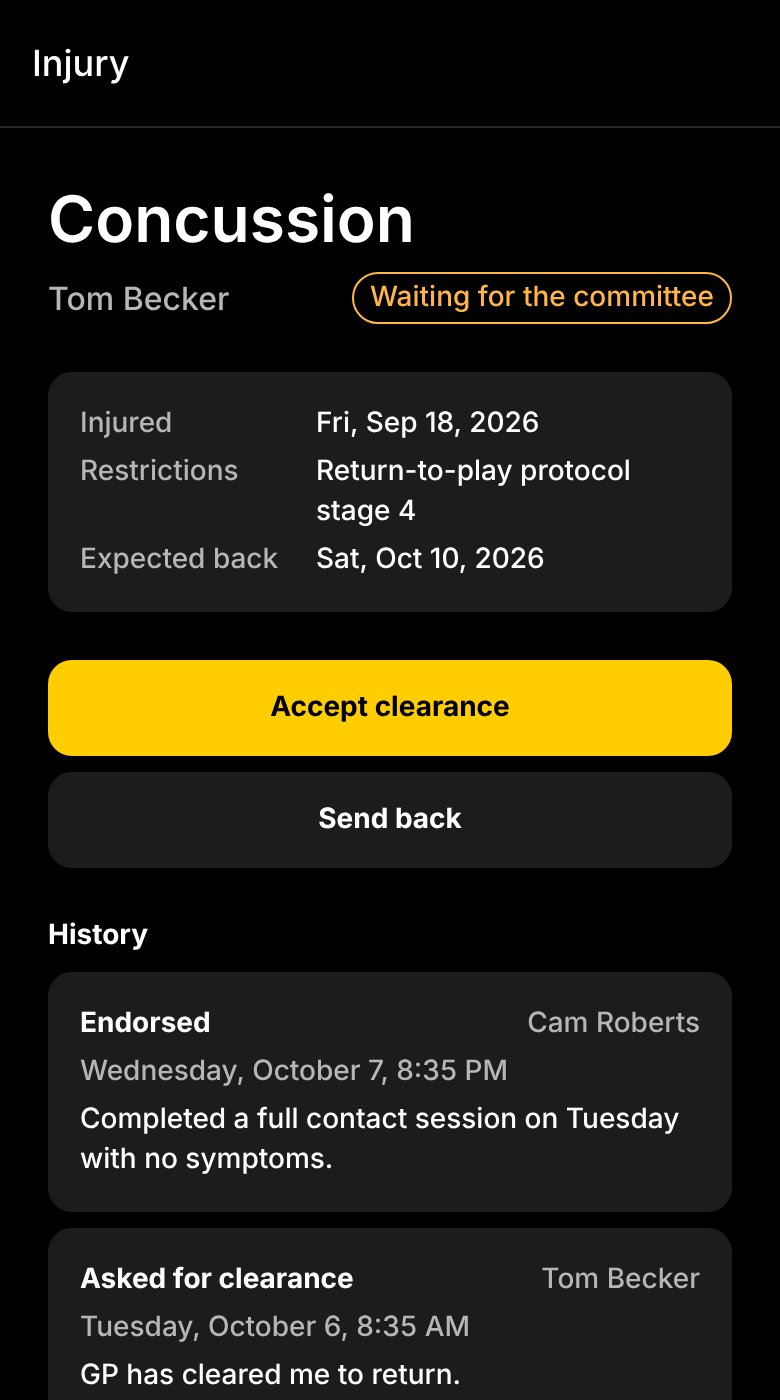 Injury
Concussion
Tom Becker
Waiting for the committee
Injured
Fri, Sep 18, 2026
Restrictions
Return-to-play protocol
stage 4
Expected back
Sat, Oct 10, 2026
Accept clearance
Send back
History
Endorsed
Cam Roberts
Wednesday, October 7, 8:35 PM
Completed a full contact session on Tuesday
with no symptoms.
Asked for clearance
Tom Becker
Tuesday, October 6, 8:35 AM
GP has cleared me to return.